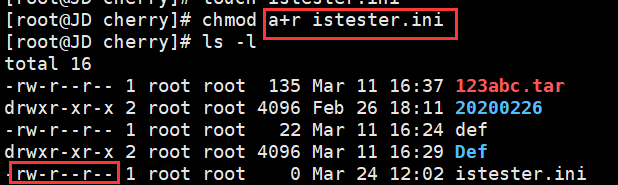 [root@JD cherry]# touch istester.ini
[root@JD cherry]# chmod a+r istester.ini
[root@JD cherry]# ls -l
total 16
-rw-r--r-- 1 root root 135 Mar 11 16:37 123abc.tar
drwxr-xr-x 2 root root 4096 Feb 26 18:11 20200226
-rw-r--r-- 1 root root 22 Mar 11 16:24 def
drwxr-xr-x 2 root root 4096 Mar 11 16:29 Def
-rw-r--r-- 1 root root 0 Mar 24 12:02 istester.ini